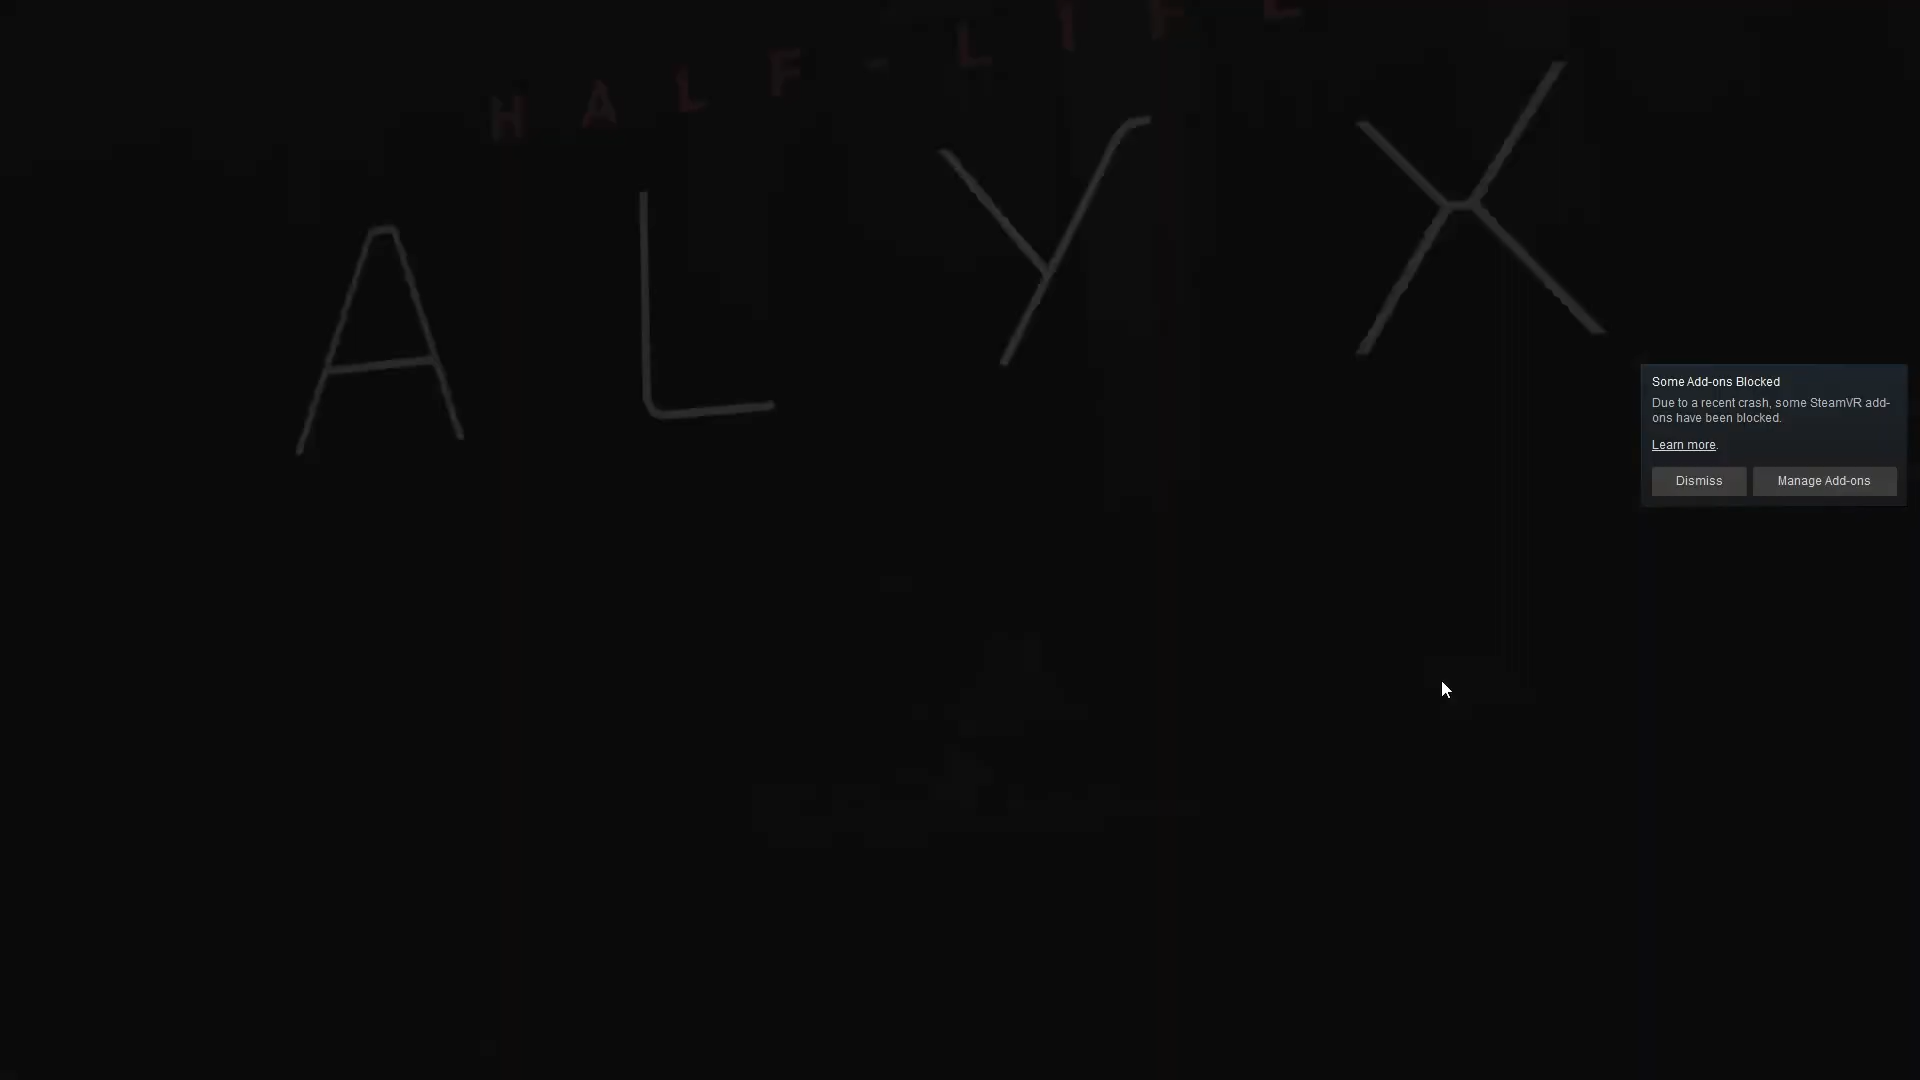 HALF-LIFE
ALYX
Some Add-ons Blocked
Due to a recent crash, some SteamVR add-
ons have been blocked.
Learn more.
Dismiss
Manage Add-ons